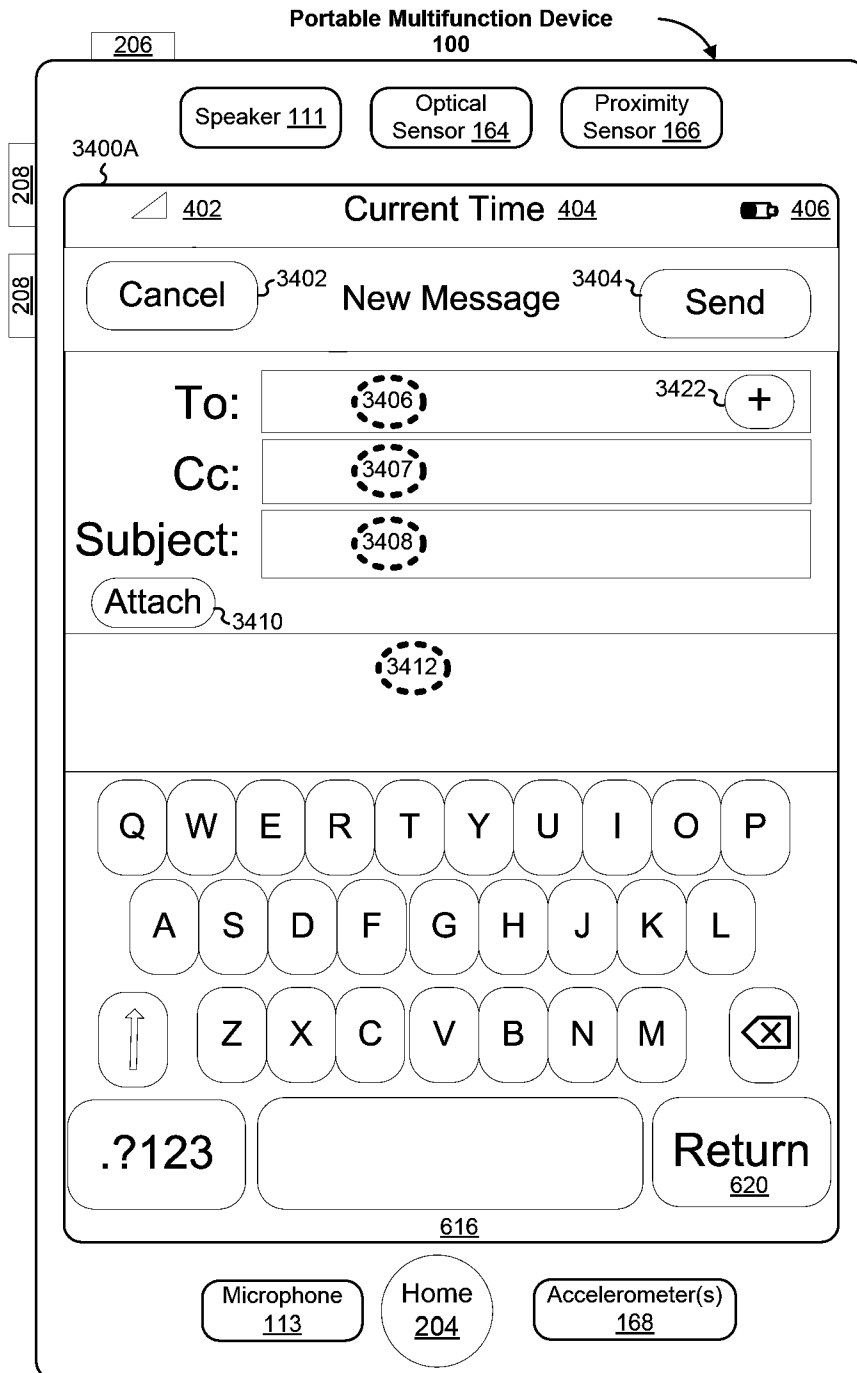 Portable Multifunction Device
100
206
Speaker 111
Optical
Sensor 164
Proximity
Sensor 166
208
3400A
402
Current Time 404
406
208
Cancel
3402
New Message
3404
Send
To:
3406
3422
+
Cc:
3407
Subject:
3408
Attach
3410
3412
Q W E R T Y U I O P
A S D F G H J K L
Z X C V B N M
.?123
Return
620
616
Microphone
113
Home
204
Accelerometer(s)
168